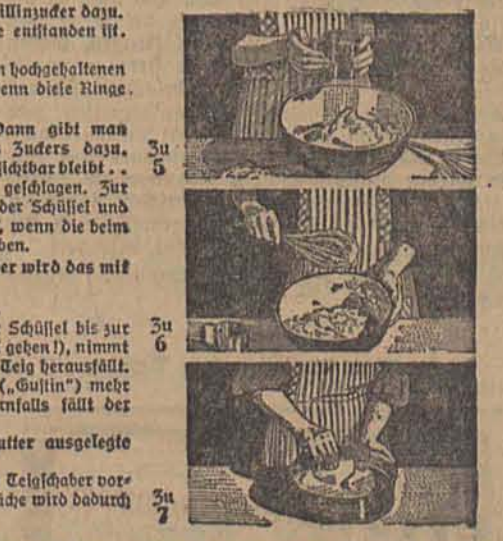 illinzucker dazu.
e entstanden ist.
n hochgehaltenen
enn diese Ringe.
Dann gibt man
Zuckers dazu.
sichtbar bleibt . .
geschlagen. Zur
der Schüssel und
, wenn die beim
ben.
er wird das mit
Schüssel bis zur
gehen!), nimmt
Teig herausfällt.
(„Gustin") mehr
rnfalls fällt der
utter ausgelegte
Teigschaber vor-
üche wird dadurch
Zu
5
Zu
6
Zu
7